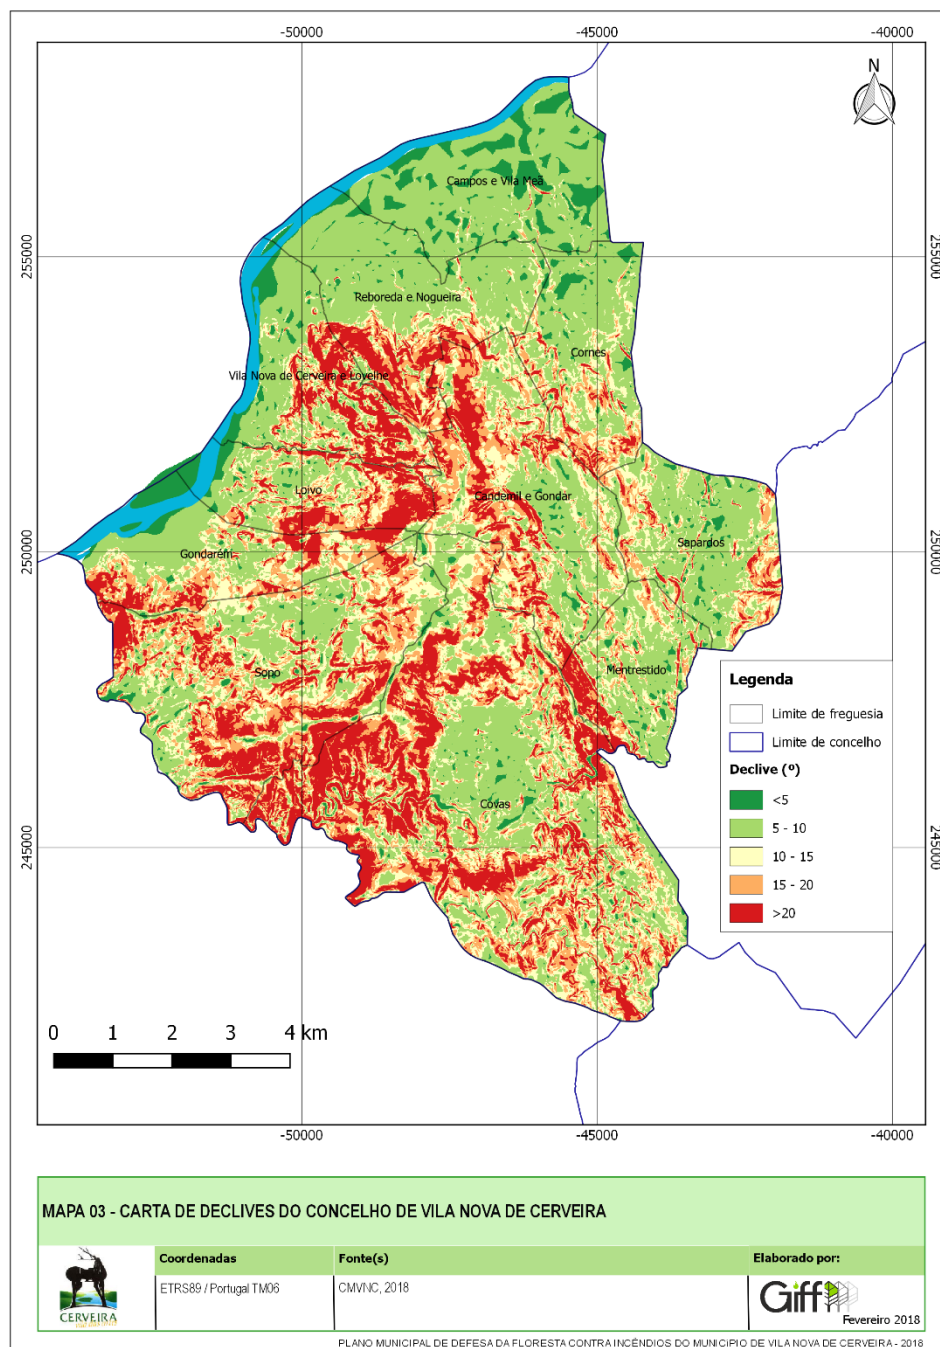 -50000 -45000 -40000
N
Campos e Vila Meã
255000 255000
Reboreda e Nogueira
Cornes
Vila Nova de Cerveira e Lovelhe
Loivo
Candemil e Gondar
Sapardos
250000 250000
Gondarém
Sopo
Mentrestido
Legenda
Limite de freguesia
Limite de concelho
Declive (º)
<5
5 - 10
10 - 15
15 - 20
>20
Covas
245000 245000
0 1 2 3 4 km
-50000 -45000 -40000
MAPA 03 - CARTA DE DECLIVES DO CONCELHO DE VILA NOVA DE CERVEIRA
Coordenadas Fonte(s) Elaborado por:
ETRS89 / Portugal TM06 CMVNC, 2018
Giff
CERVEIRA
Fevereiro 2018
PLANO MUNICIPAL DE DEFESA DA FLORESTA CONTRA INCÊNDIOS DO MUNICíPIO DE VILA NOVA DE CERVEIRA - 2018